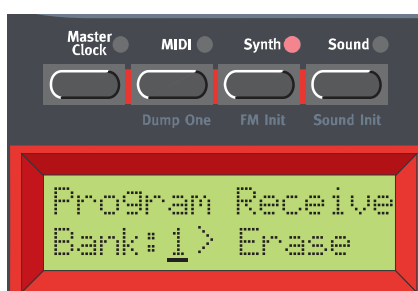 Master Clock MIDI Synth Sound
Dump One FM Init Sound Init
Program Receive
Bank:1> Erase